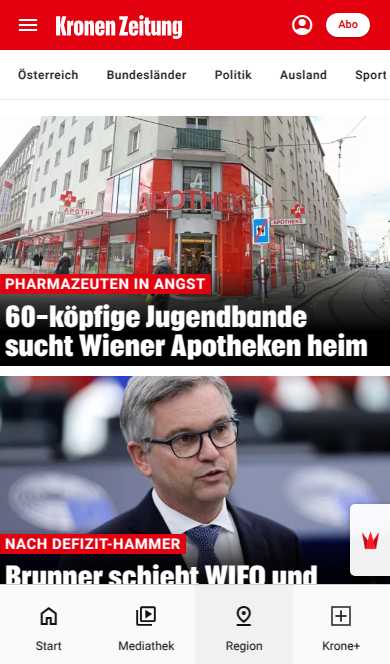 Kronen Zeitung
Abo
Österreich Bundesländer Politik Ausland Sport
APOTHEKE
PHARMAZEUTEN IN ANGST
60-köpfige Jugendbande
sucht Wiener Apotheken heim
NACH DEFIZIT-HAMMER
Brunner schiebt WIFO und
Start Mediathek Region Krone+